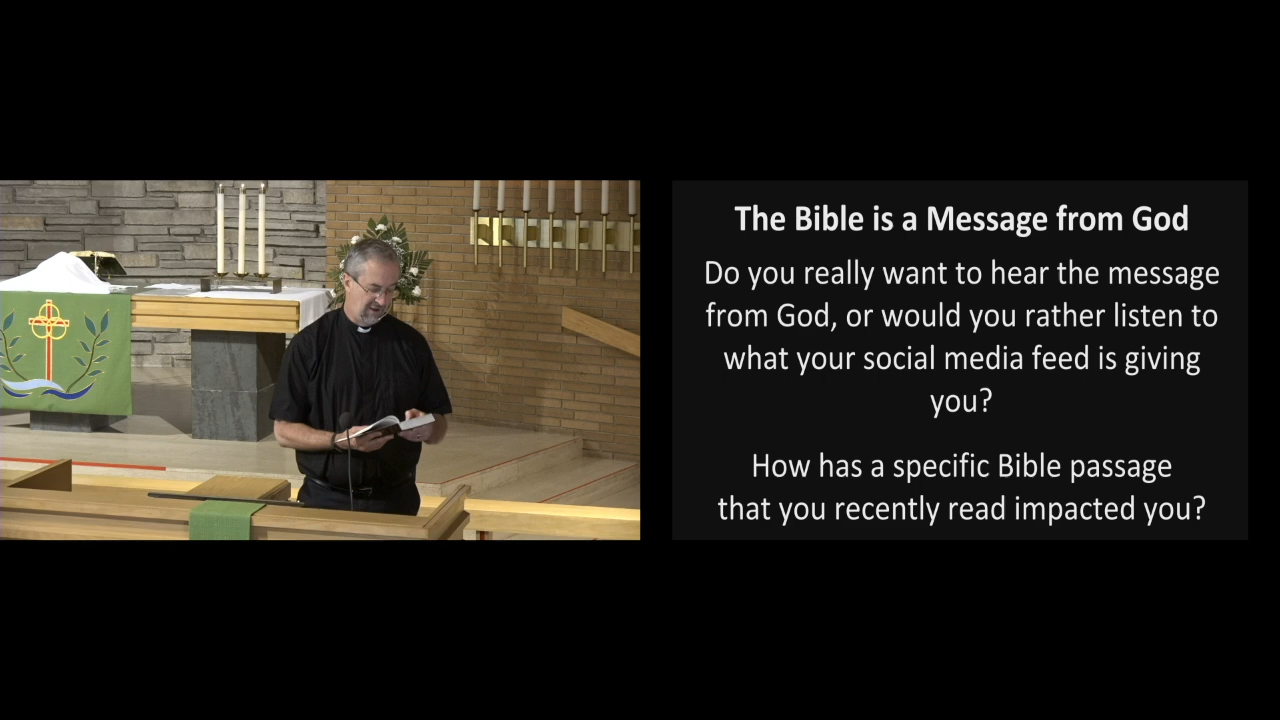 The Bible is a Message from God
Do you really want to hear the message
from God, or would you rather listen to
what your social media feed is giving
you?
How has a specific Bible passage
that you recently read impacted you?